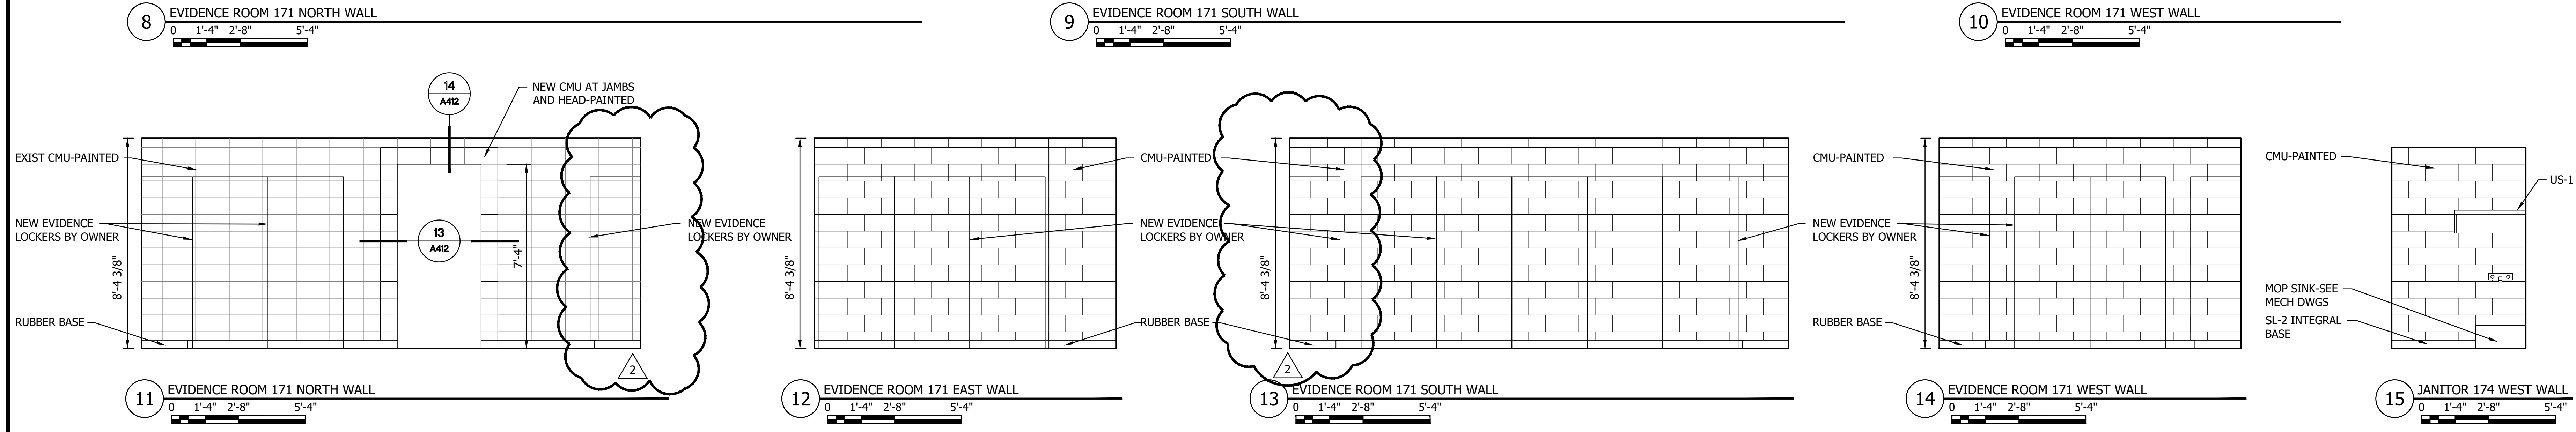 8 EVIDENCE ROOM 171 NORTH WALL
0 1'-4" 2'-8" 5'-4"
9 EVIDENCE ROOM 171 SOUTH WALL
0 1'-4" 2'-8" 5'-4"
10 EVIDENCE ROOM 171 WEST WALL
0 1'-4" 2'-8" 5'-4"
14
A412
NEW CMU AT JAMBS
AND HEAD-PAINTED
EXIST CMU-PAINTED
NEW EVIDENCE
LOCKERS BY OWNER
8'-4 3/8"
RUBBER BASE
13
A412
7'-4"
NEW EVIDENCE
LOCKERS BY OWNER
2
11 EVIDENCE ROOM 171 NORTH WALL
0 1'-4" 2'-8" 5'-4"
8'-4 3/8"
CMU-PAINTED
NEW EVIDENCE
LOCKERS BY OWNER
RUBBER BASE
12 EVIDENCE ROOM 171 EAST WALL
0 1'-4" 2'-8" 5'-4"
8'-4 3/8"
2
13 EVIDENCE ROOM 171 SOUTH WALL
0 1'-4" 2'-8" 5'-4"
CMU-PAINTED
NEW EVIDENCE
LOCKERS BY OWNER
8'-4 3/8"
RUBBER BASE
14 EVIDENCE ROOM 171 WEST WALL
0 1'-4" 2'-8" 5'-4"
CMU-PAINTED
US-1
MOP SINK-SEE
MECH DWGS
SL-2 INTEGRAL
BASE
15 JANITOR 174 WEST WALL
0 1'-4" 2'-8" 5'-4"